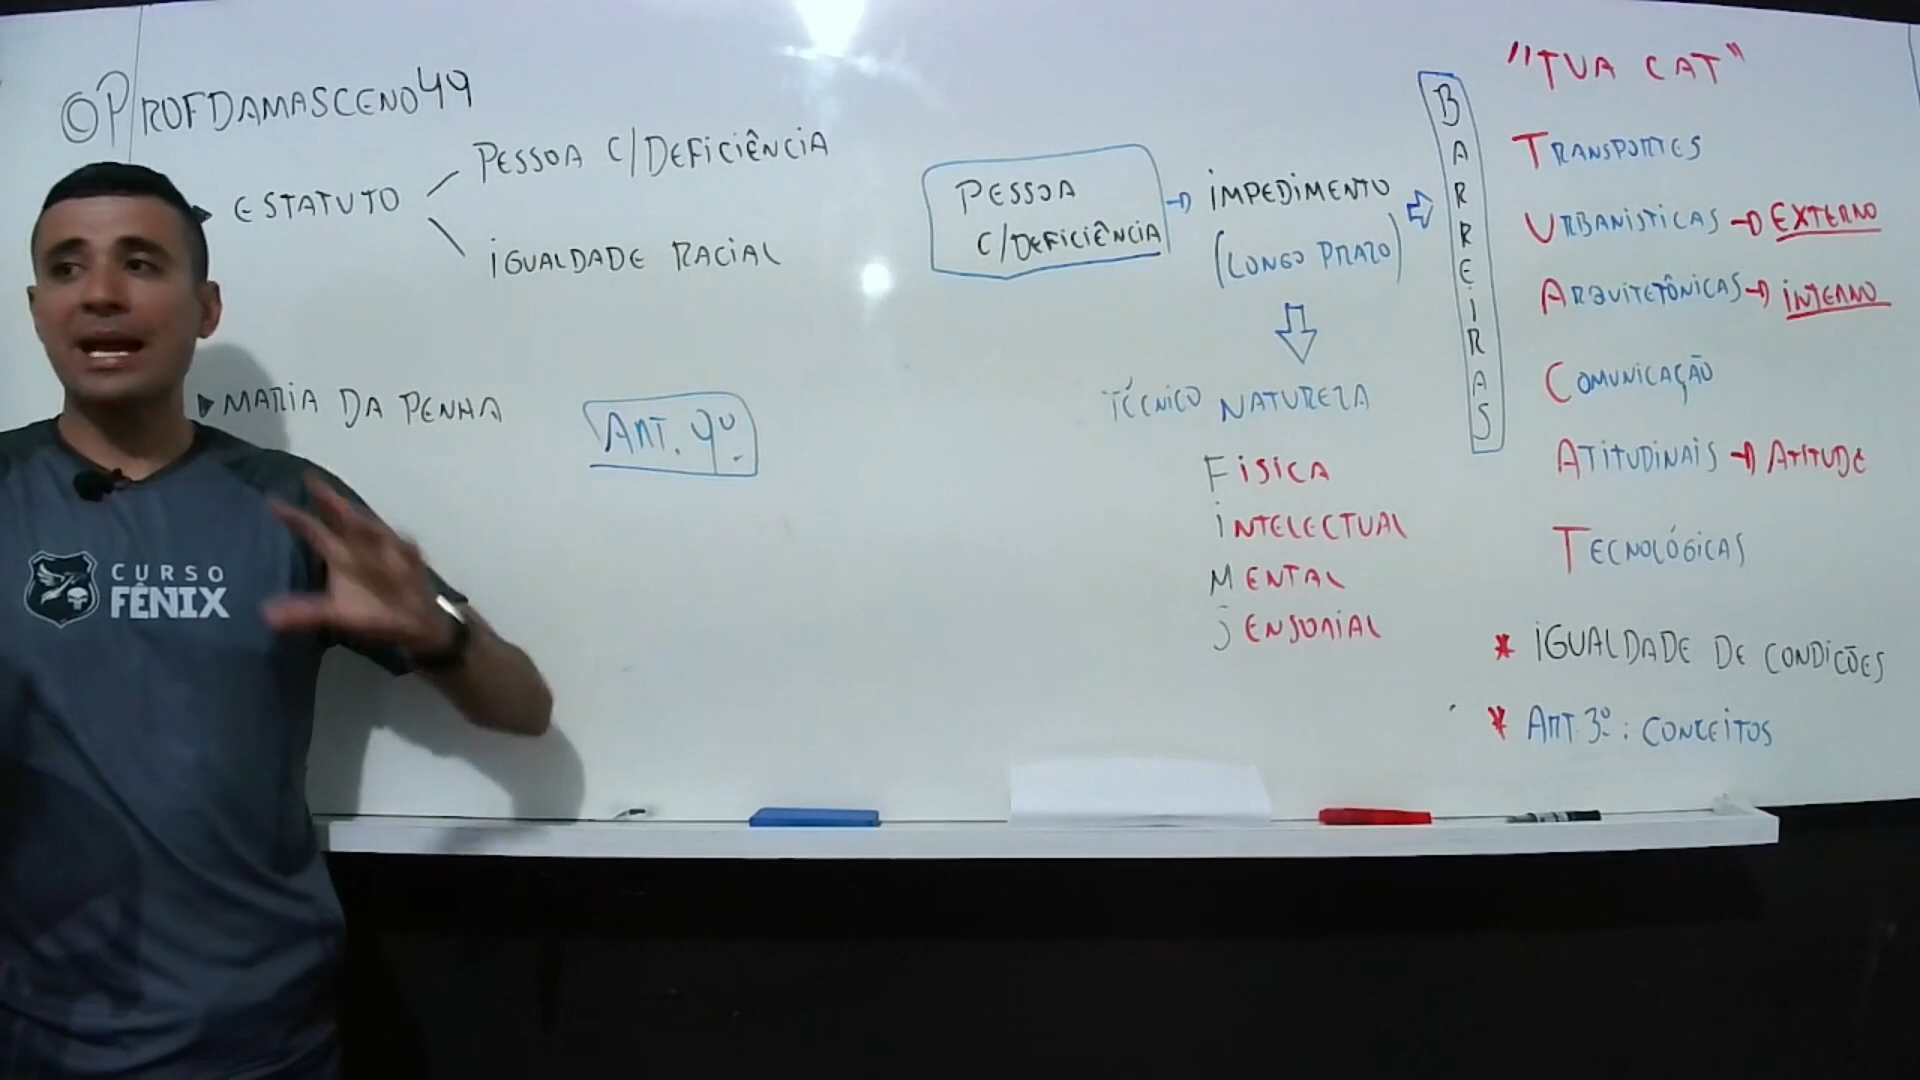 @PROFDAMASCENO49
ESTATUTO
PESSOA C/DEFICIÊNCIA
IGUALDADE RACIAL
MARIA DA PENHA
ART. 9º
CURSO
FÊNIX
PESSOA
C/DEFICIÊNCIA
IMPEDIMENTO
(LONGO PRAZO)
TÉCNICO NATUREZA
FISICA
INTELECTUAL
MENTAL
SENSORIAL
BARREIRAS
"TUA CAT"
TRANSPORTES
URBANISTICAS → EXTERNO
ARQUITETÔNICAS → INTERNO
COMUNICAÇÃO
ATITUDINAIS → ATITUDE
TECNOLÓGICAS
* IGUALDADE DE CONDIÇÕES
* ART. 3º: CONCEITOS